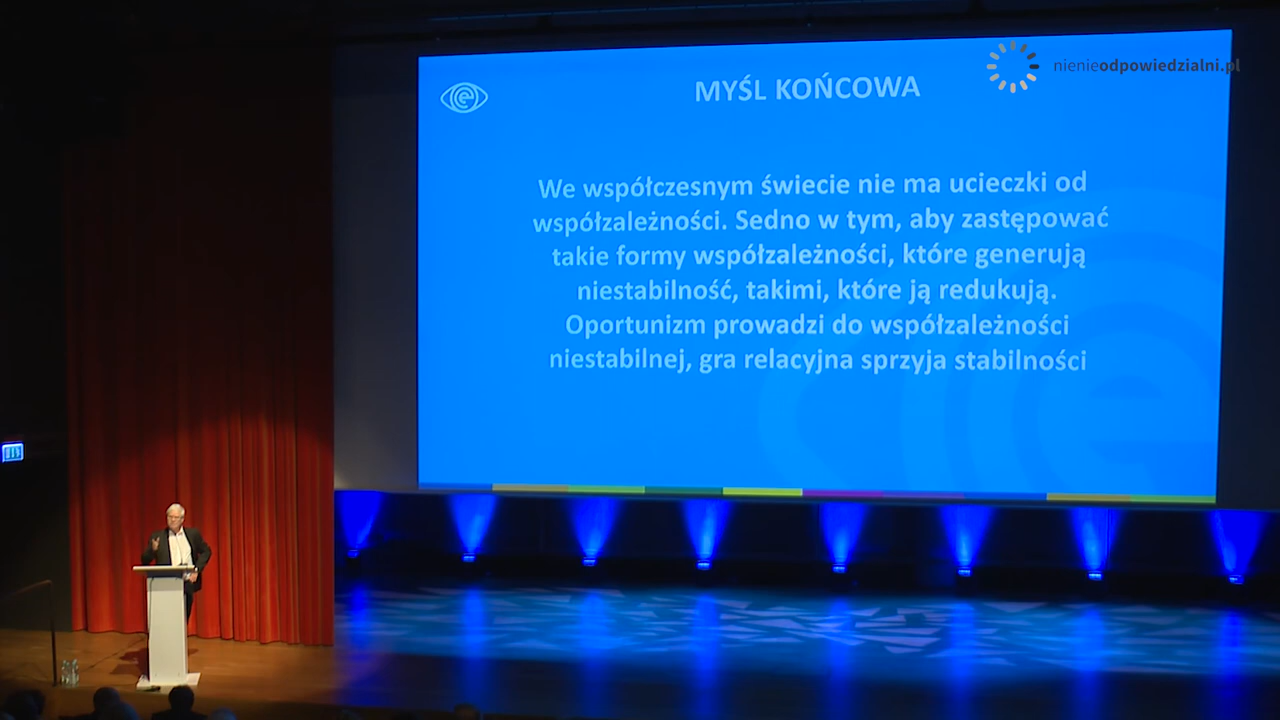 MYŚL KOŃCOWA
nienieodpowiedzialni.pl
We współczesnym świecie nie ma ucieczki od
współzależności. Sedno w tym, aby zastępować
takie formy współzależności, które generują
niestabilność, takimi, które ją redukują.
Oportunizm prowadzi do współzależności
niestabilnej, gra relacyjna sprzyja stabilności